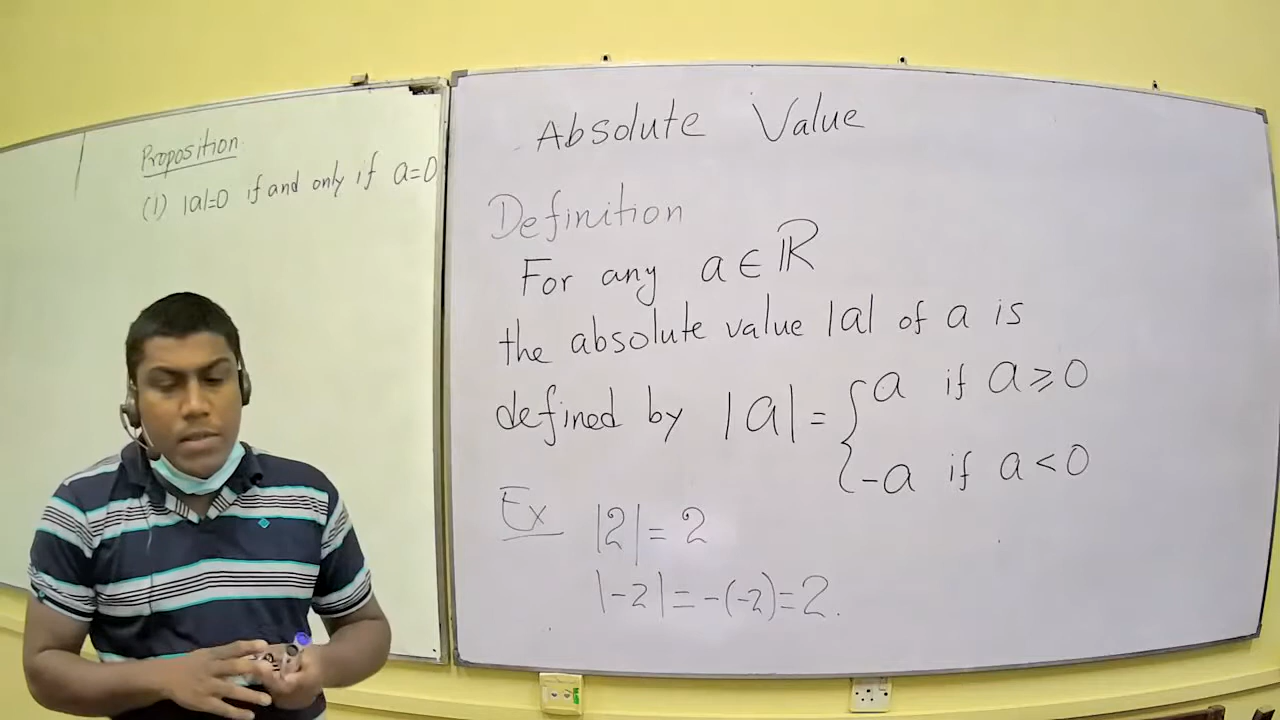 Proposition.
(1) |a|=0 if and only if a=0
Absolute Value
Definition
For any a ∈ ℝ
the absolute value |a| of a is
defined by |a| = { a if a ⩾ 0
-a if a < 0
Ex |2| = 2
|-2| = -(-2) = 2.